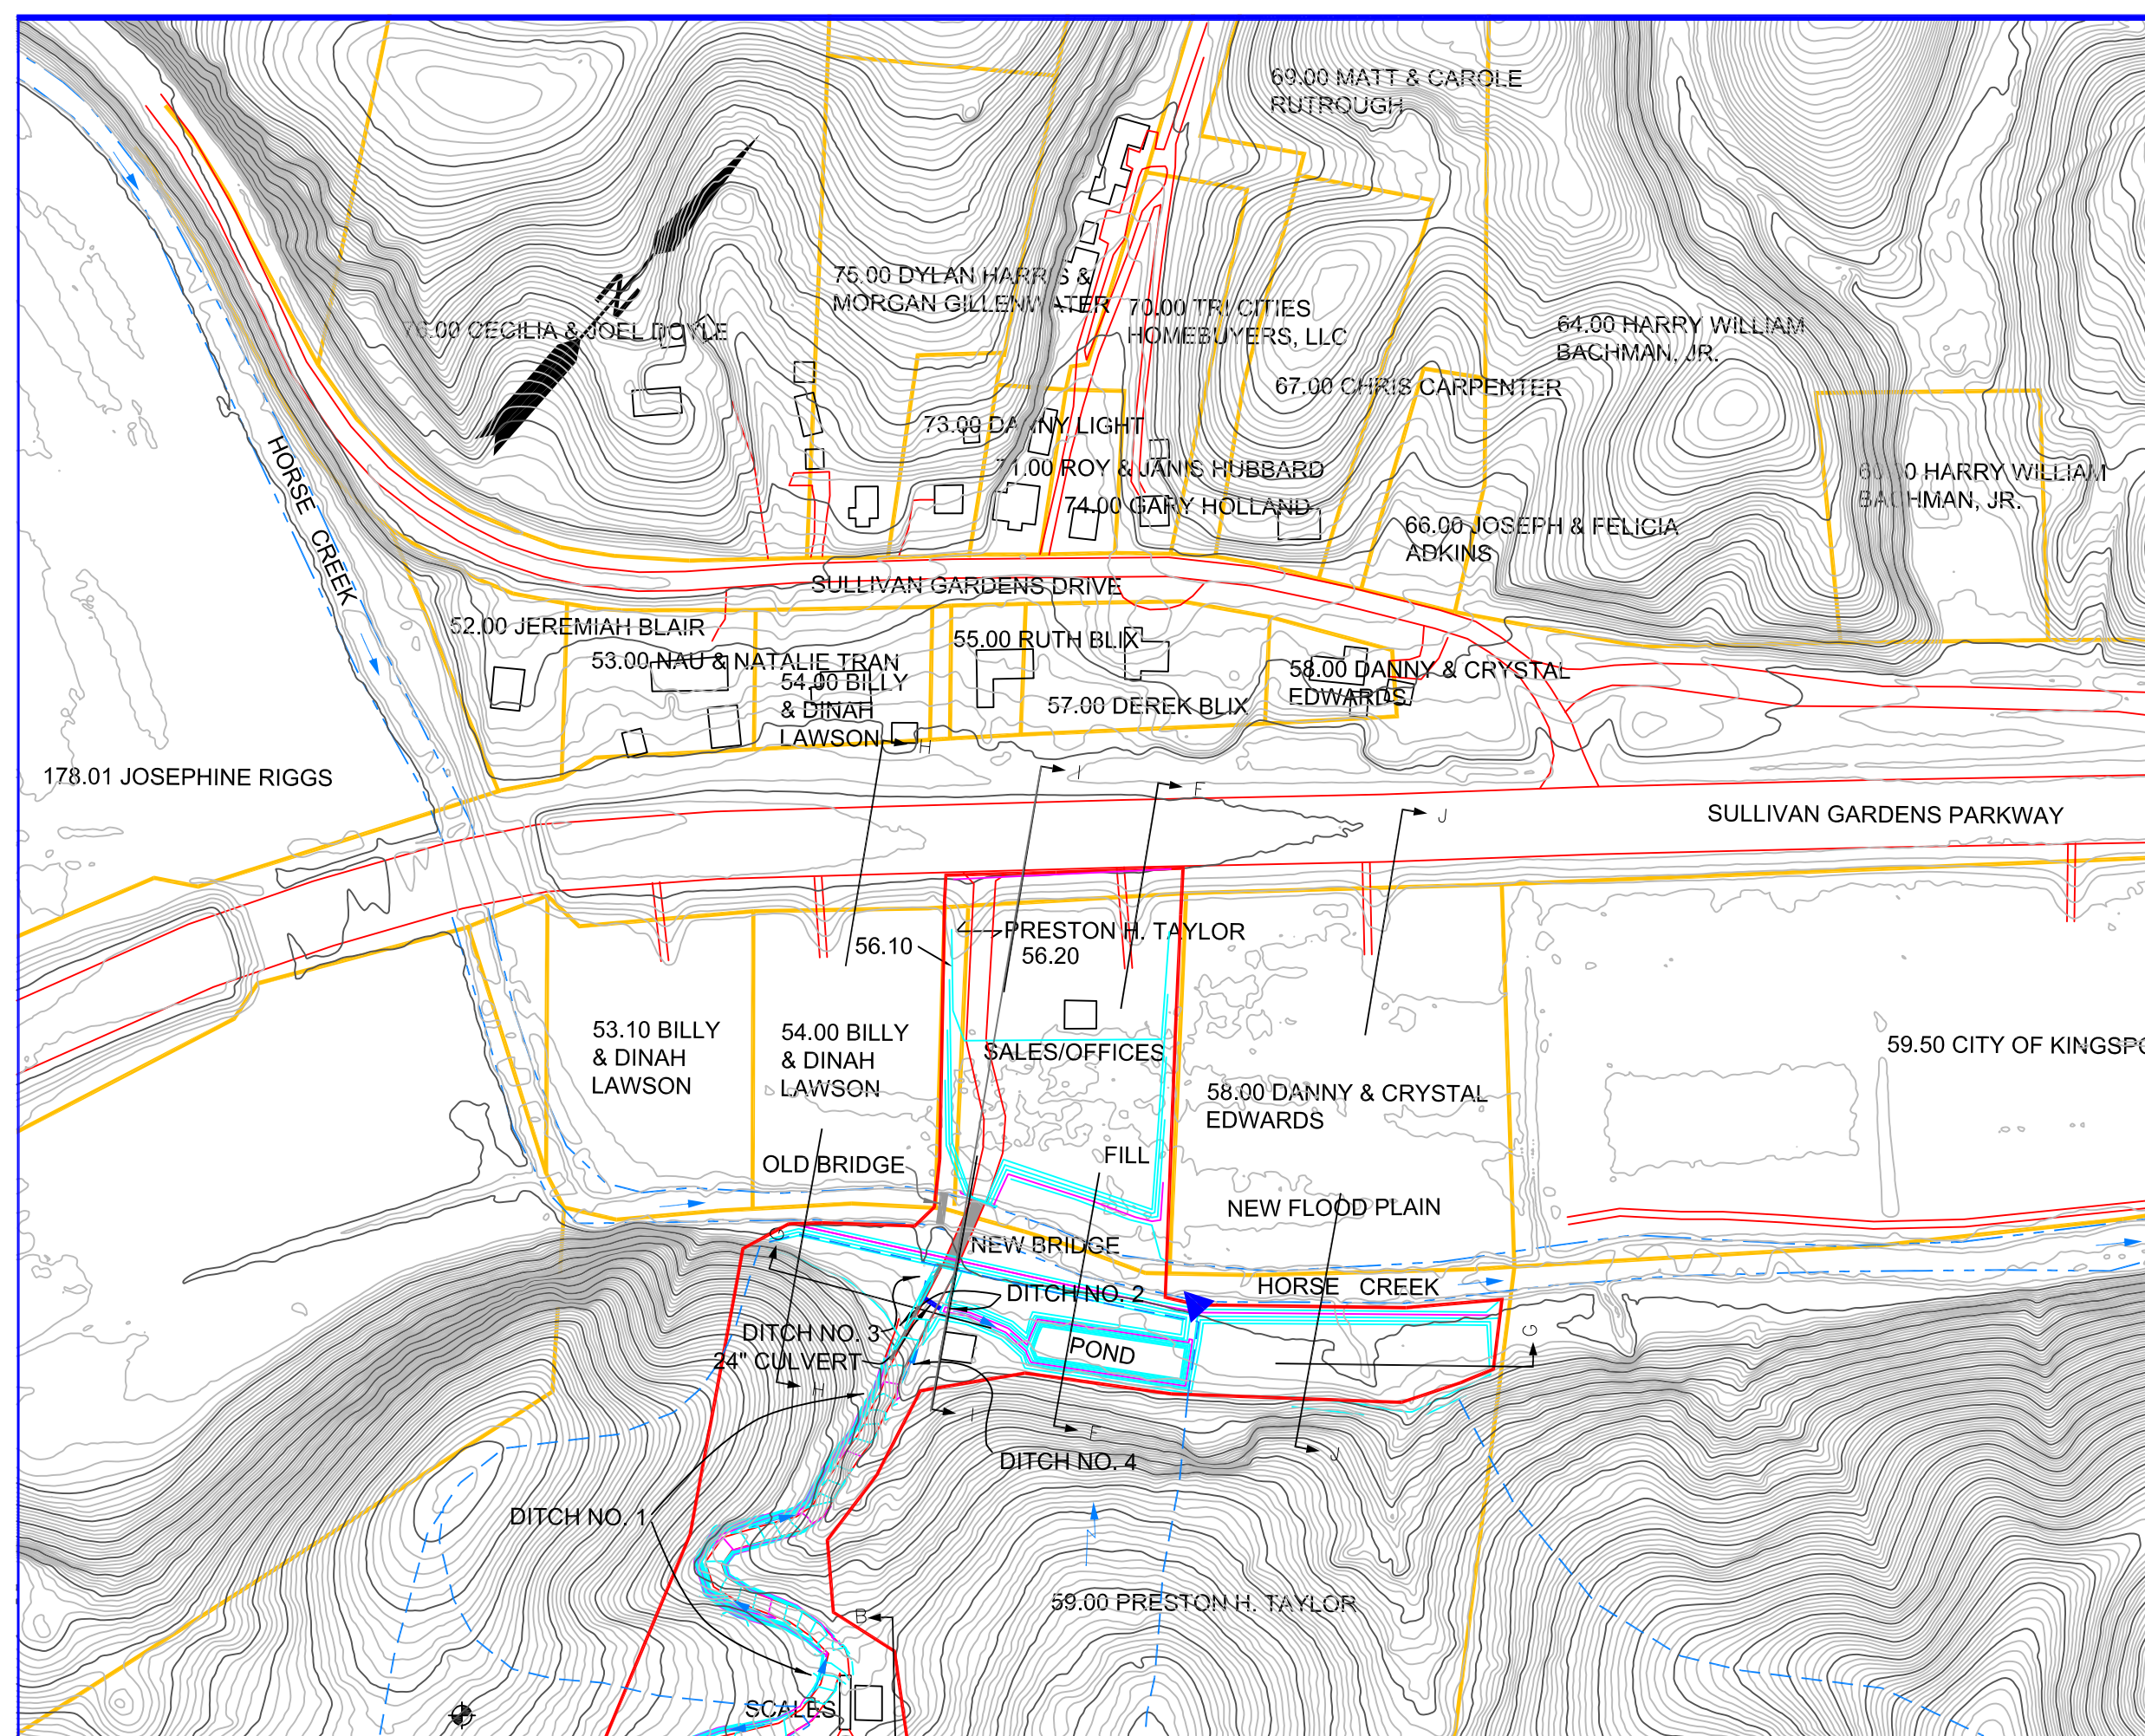 69.00 MATT & CAROLE
RUTROUGH
75.00 DYLAN HARRIS &
MORGAN GILLENWATER
70.00 TRI CITIES
HOMEBUYERS, LLC
N
76.00 CECILIA & JOEL DOYLE
64.00 HARRY WILLIAM
BACHMAN, JR.
67.00 CHRIS CARPENTER
73.00 DANNY LIGHT
71.00 ROY & JANIS HUBBARD
HARRY WILLIAM
BACHMAN, JR.
74.00 GARY HOLLAND
66.00 JOSEPH & FELICIA
ADKINS
HORSE CREEK
SULLIVAN GARDENS DRIVE
52.00 JEREMIAH BLAIR
55.00 RUTH BLIX
53.00 NAU & NATALIE TRAN
54.00 BILLY
& DINAH
LAWSON
58.00 DANNY & CRYSTAL
EDWARDS
57.00 DEREK BLIX
H
I
F
J
178.01 JOSEPHINE RIGGS
SULLIVAN GARDENS PARKWAY
PRESTON H. TAYLOR
56.10
56.20
53.10 BILLY
& DINAH
LAWSON
54.00 BILLY
& DINAH
LAWSON
SALES/OFFICES
59.50 CITY OF KINGSPO
58.00 DANNY & CRYSTAL
EDWARDS
OLD BRIDGE
FILL
NEW FLOOD PLAIN
G
NEW BRIDGE
HORSE CREEK
DITCH NO. 2
DITCH NO. 3
24" CULVERT
POND
G
H
I
F
J
DITCH NO. 4
DITCH NO. 1
N
59.00 PRESTON H. TAYLOR
B
SCALES